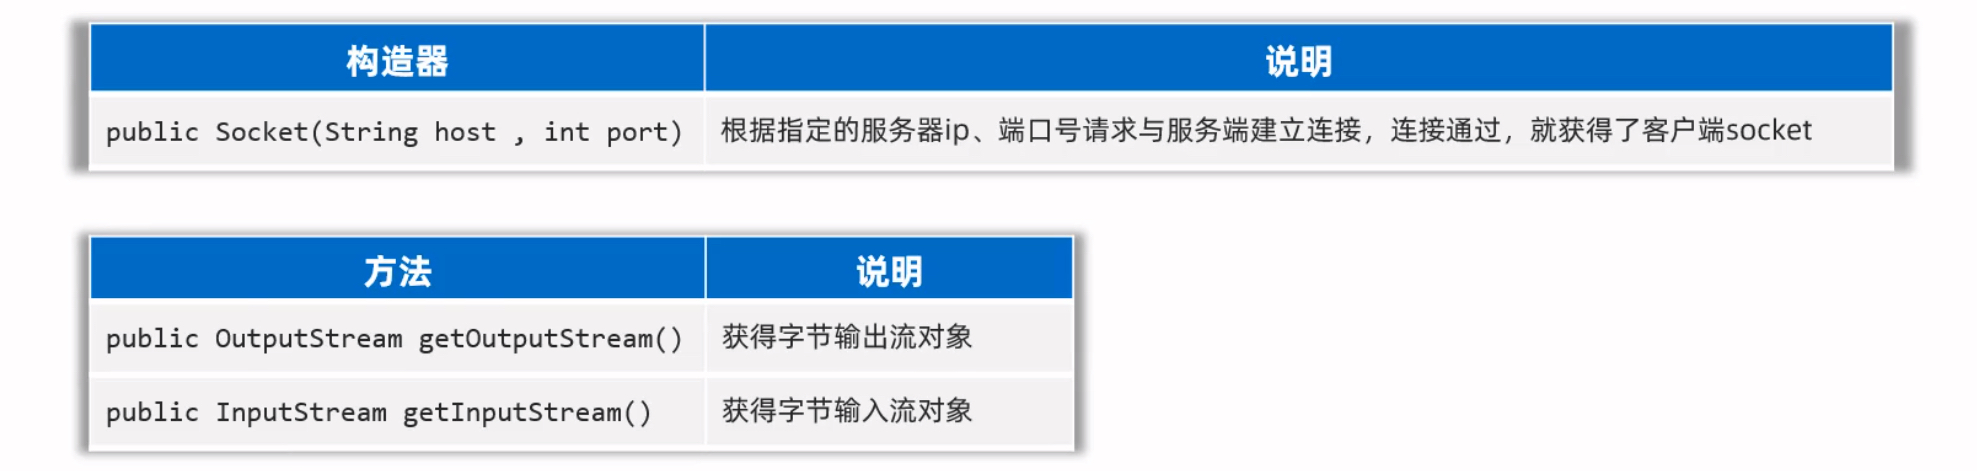 构造器 说明
public Socket(String host , int port) 根据指定的服务器ip、端口号请求与服务端建立连接，连接通过，就获得了客户端socket
方法 说明
public OutputStream getOutputStream() 获得字节输出流对象
public InputStream getInputStream() 获得字节输入流对象